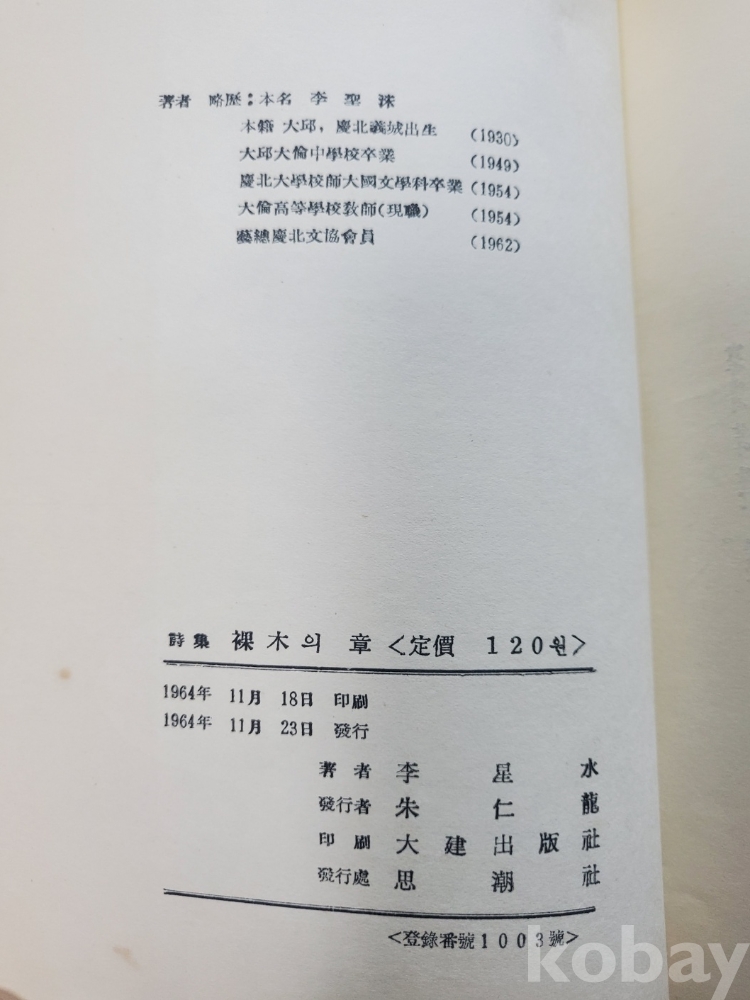 著者 略歷：本名 李聖洙
本籍 大邱, 慶北義城出生 (1930)
大邱大倫中學校卒業 (1949)
慶北大學校師大國文學科卒業 (1954)
大倫高等學校敎師(現職) (1954)
藝總慶北文協會員 (1962)
詩集 裸木의 章 <定價 120원>
1964年 11月 18日 印刷
1964年 11月 23日 發行
著者 李星水
發行者 朱仁龍
印刷 大建出版社
發行處 思潮社
<登錄番號1003號>
kobay